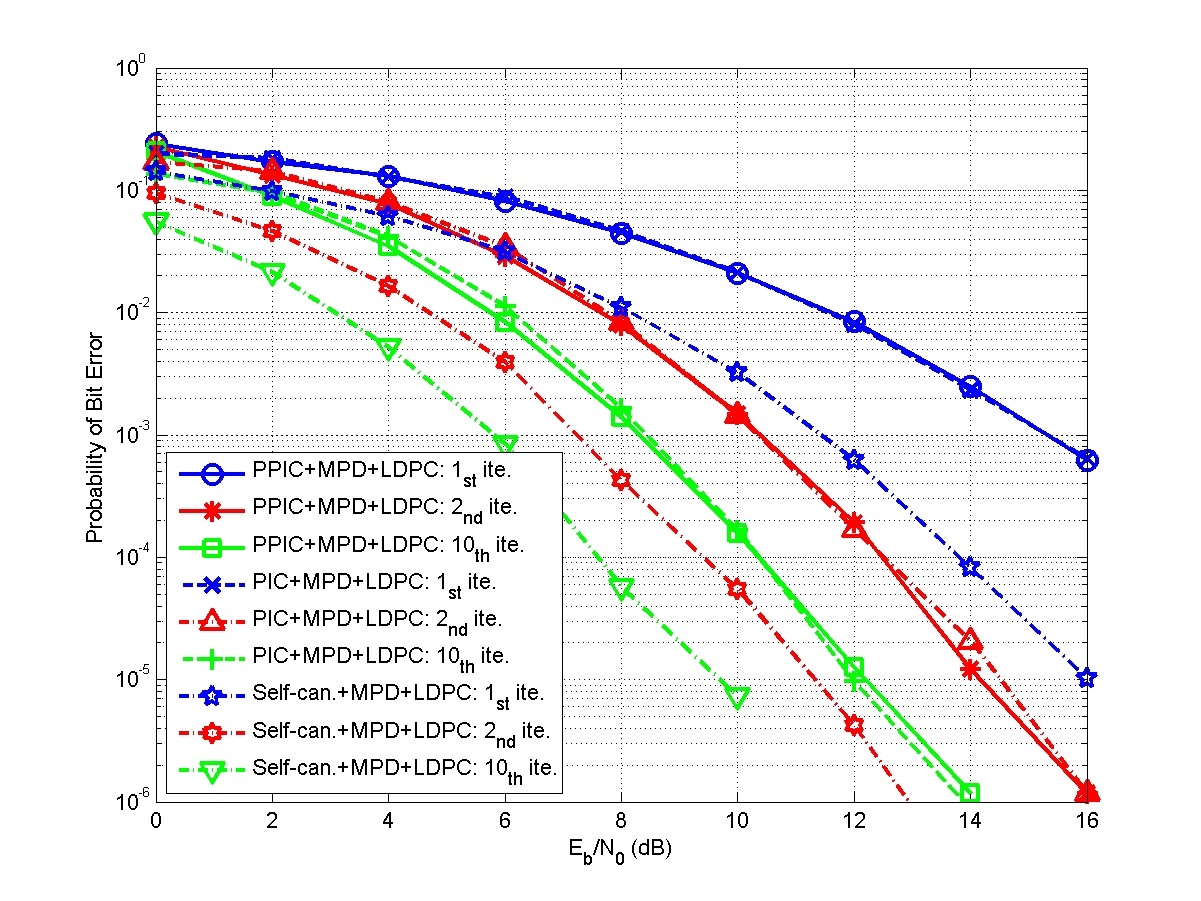 10^0
10^-1
10^-2
10^-3
10^-4
10^-5
10^-6
Probability of Bit Error
PPIC+MPD+LDPC: 1_st ite.
PPIC+MPD+LDPC: 2_nd ite.
PPIC+MPD+LDPC: 10_th ite.
PIC+MPD+LDPC: 1_st ite.
PIC+MPD+LDPC: 2_nd ite.
PIC+MPD+LDPC: 10_th ite.
Self-can.+MPD+LDPC: 1_st ite.
Self-can.+MPD+LDPC: 2_nd ite.
Self-can.+MPD+LDPC: 10_th ite.
0 2 4 6 8 10 12 14 16
E_b/N_0 (dB)